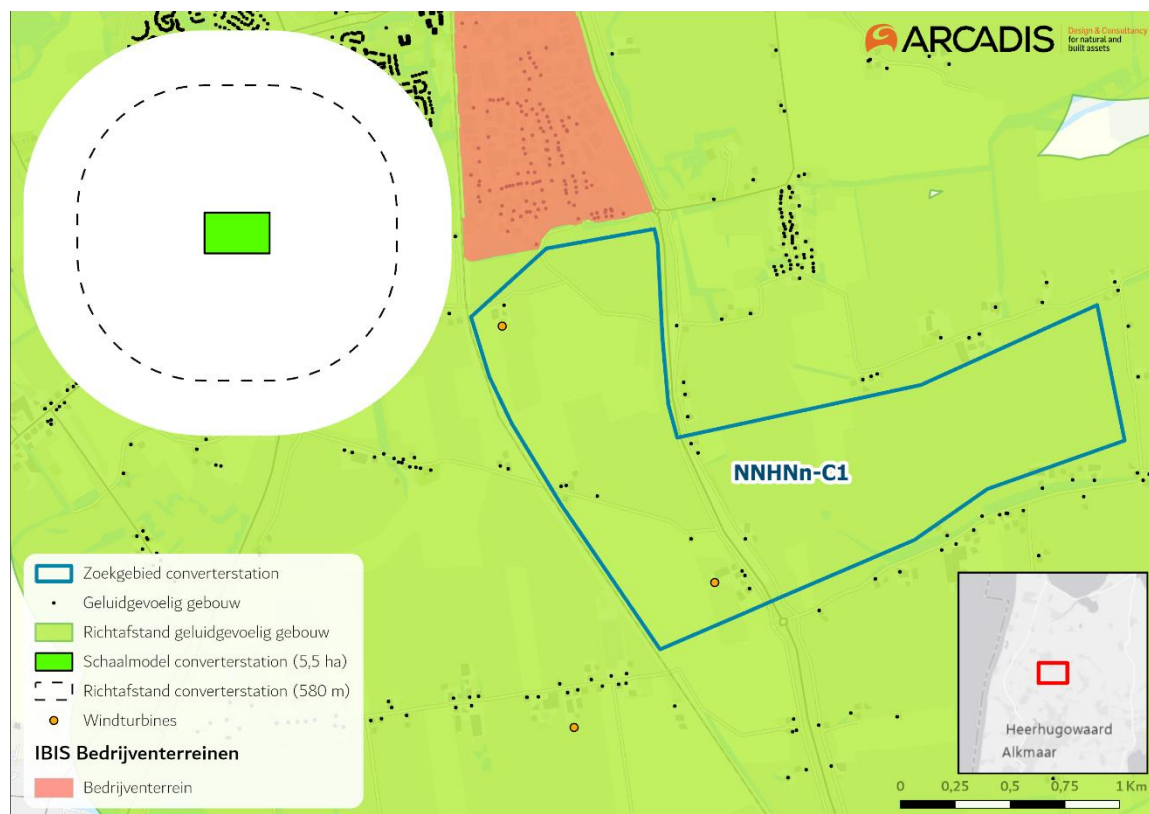 ARCADIS
Design & Consultancy
for natural and
built assets
NNHNn-C1
Zoekgebied converterstation
Geluidgevoelig gebouw
Richtafstand geluidgevoelig gebouw
Schaalmodel converterstation (5,5 ha)
Richtafstand converterstation (580 m)
Windturbines
IBIS Bedrijventerreinen
Bedrijventerrein
Heerhugowaard
Alkmaar
0 0,25 0,5 0,75 1 Km